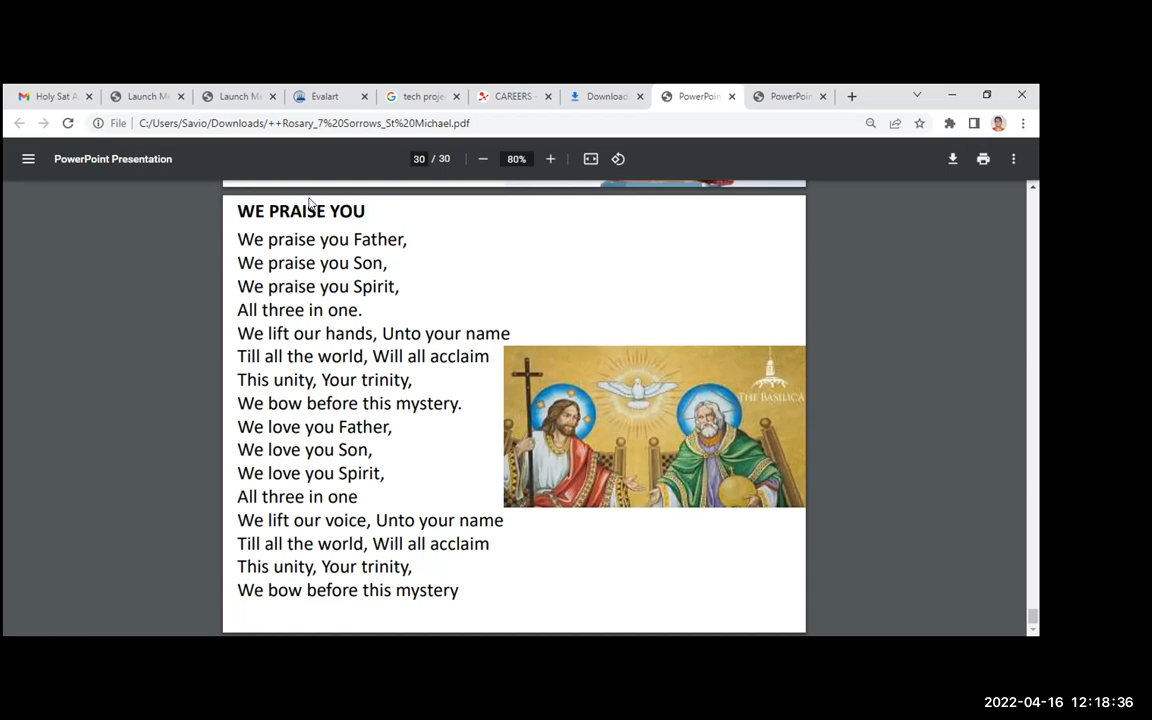 Holy Sat A
Launch M
Launch M
Evalart
tech proje
CAREERS -
Download
PowerPoin
PowerPoin
File
C:/Users/Savio/Downloads/++Rosary_7%20Sorrows_St%20Michael.pdf
PowerPoint Presentation
30 / 30
80%
WE PRAISE YOU
We praise you Father,
We praise you Son,
We praise you Spirit,
All three in one.
We lift our hands, Unto your name
Till all the world, Will all acclaim
This unity, Your trinity,
We bow before this mystery.
We love you Father,
We love you Son,
We love you Spirit,
All three in one
We lift our voice, Unto your name
Till all the world, Will all acclaim
This unity, Your trinity,
We bow before this mystery
THE BASILICA
2022-04-16 12:18:36